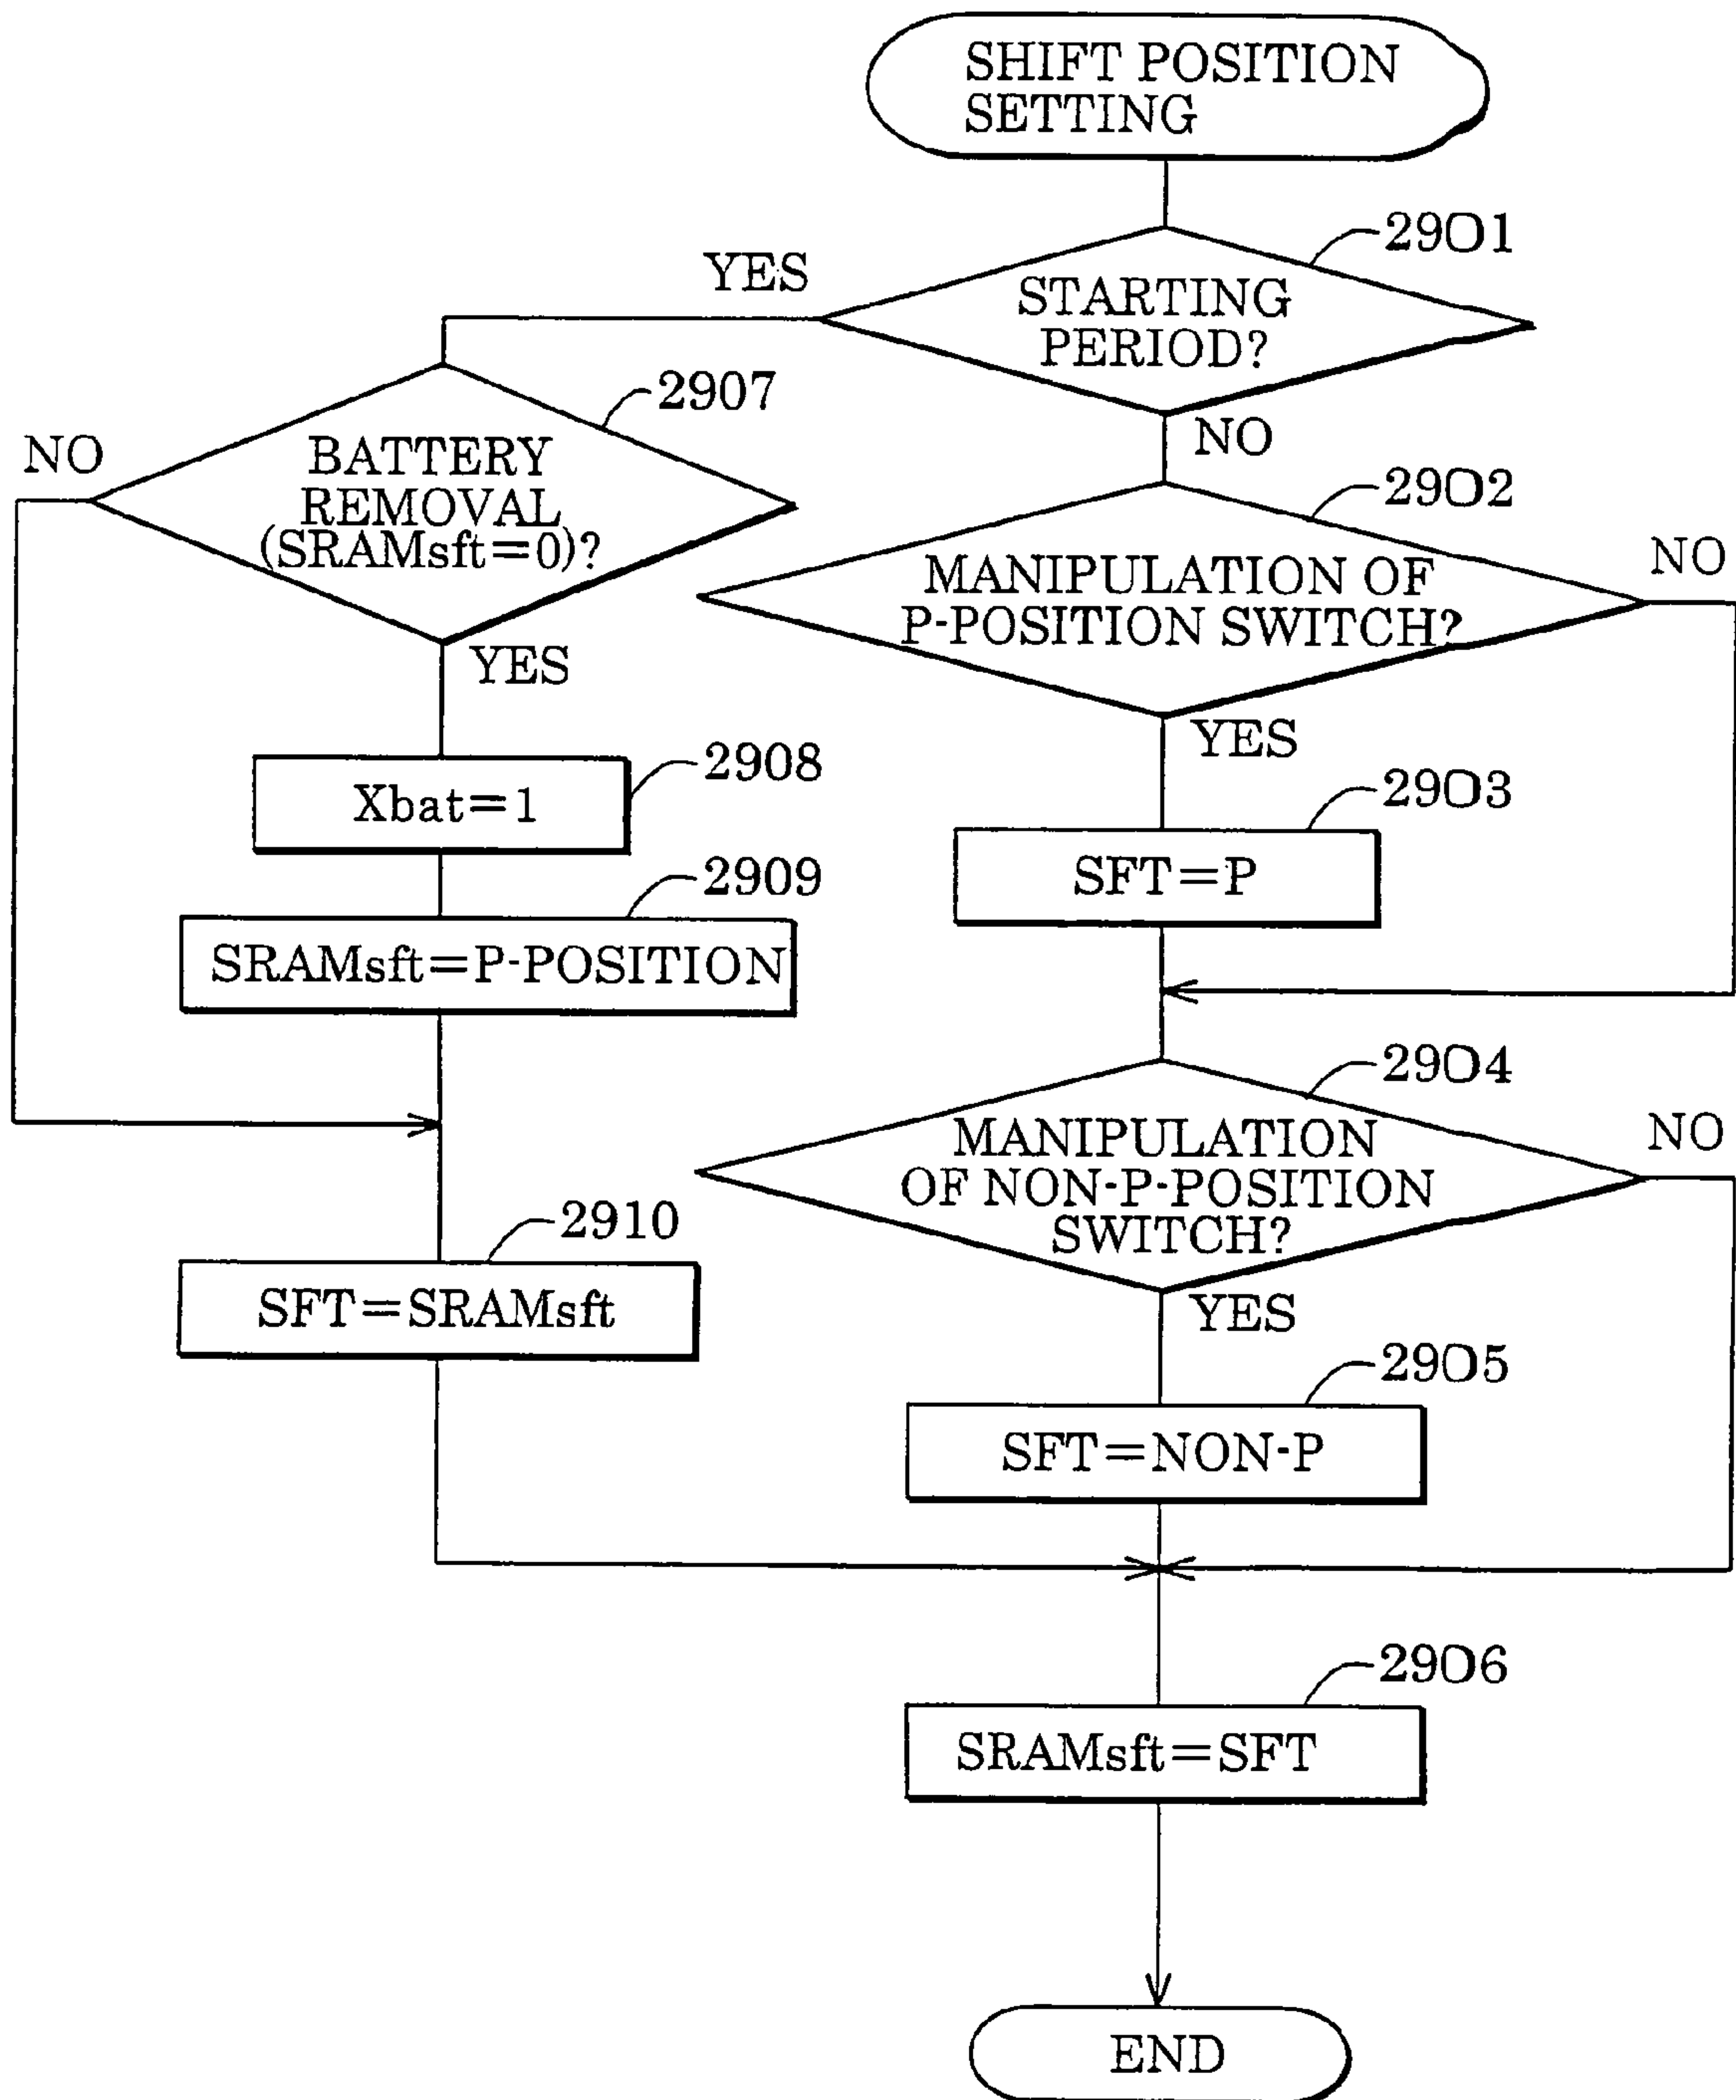 SHIFT POSITION
SETTING
2901
YES
STARTING
PERIOD?
NO
2907
NO
BATTERY
REMOVAL
(SRAMsft=0)?
YES
2902
NO
MANIPULATION OF
P-POSITION SWITCH?
YES
2908
Xbat=1
2903
SFT=P
2909
SRAMsft=P-POSITION
2904
NO
MANIPULATION
OF NON-P-POSITION
SWITCH?
YES
2910
SFT=SRAMsft
2905
SFT=NON-P
2906
SRAMsft=SFT
END